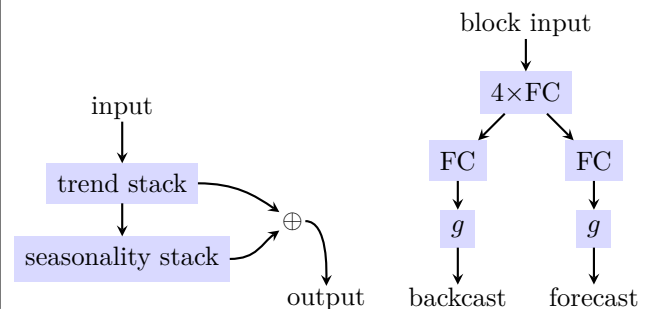 input
trend stack
seasonality stack
⊕
output
block input
4×FC
FC FC
g g
backcast forecast